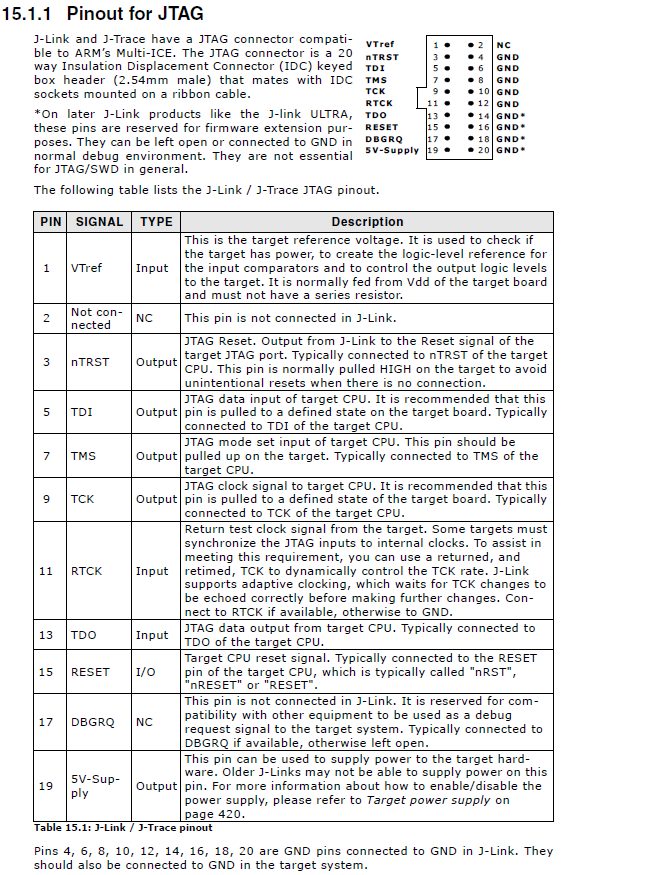 15.1.1 Pinout for JTAG
J-Link and J-Trace have a JTAG connector compati-
ble to ARM's Multi-ICE. The JTAG connector is a 20
way Insulation Displacement Connector (IDC) keyed
box header (2.54mm male) that mates with IDC
sockets mounted on a ribbon cable.
*On later J-Link products like the J-link ULTRA,
these pins are reserved for firmware extension pur-
poses. They can be left open or connected to GND in
normal debug environment. They are not essential
for JTAG/SWD in general.
VTref 1 2 NC
nTRST 3 4 GND
TDI 5 6 GND
TMS 7 8 GND
TCK 9 10 GND
RTCK 11 12 GND
TDO 13 14 GND*
RESET 15 16 GND*
DBGRQ 17 18 GND*
5V-Supply 19 20 GND*
The following table lists the J-Link / J-Trace JTAG pinout.
PIN SIGNAL TYPE Description
1 VTref Input
This is the target reference voltage. It is used to check if
the target has power, to create the logic-level reference for
the input comparators and to control the output logic levels
to the target. It is normally fed from Vdd of the target board
and must not have a series resistor.
2 Not con-
nected NC This pin is not connected in J-Link.
3 nTRST Output
JTAG Reset. Output from J-Link to the Reset signal of the
target JTAG port. Typically connected to nTRST of the target
CPU. This pin is normally pulled HIGH on the target to avoid
unintentional resets when there is no connection.
5 TDI Output
JTAG data input of target CPU. It is recommended that this
pin is pulled to a defined state on the target board. Typically
connected to TDI of the target CPU.
7 TMS Output
JTAG mode set input of target CPU. This pin should be
pulled up on the target. Typically connected to TMS of the
target CPU.
9 TCK Output
JTAG clock signal to target CPU. It is recommended that this
pin is pulled to a defined state of the target board. Typically
connected to TCK of the target CPU.
11 RTCK Input
Return test clock signal from the target. Some targets must
synchronize the JTAG inputs to internal clocks. To assist in
meeting this requirement, you can use a returned, and
retimed, TCK to dynamically control the TCK rate. J-Link
supports adaptive clocking, which waits for TCK changes to
be echoed correctly before making further changes. Con-
nect to RTCK if available, otherwise to GND.
13 TDO Input
JTAG data output from target CPU. Typically connected to
TDO of the target CPU.
15 RESET I/O
Target CPU reset signal. Typically connected to the RESET
pin of the target CPU, which is typically called "nRST",
"nRESET" or "RESET".
17 DBGRQ NC
This pin is not connected in J-Link. It is reserved for com-
patibility with other equipment to be used as a debug
request signal to the target system. Typically connected to
DBGRQ if available, otherwise left open.
19 5V-Sup-
ply Output
This pin can be used to supply power to the target hard-
ware. Older J-Links may not be able to supply power on this
pin. For more information about how to enable/disable the
power supply, please refer to Target power supply on
page 420.
Table 15.1: J-Link / J-Trace pinout
Pins 4, 6, 8, 10, 12, 14, 16, 18, 20 are GND pins connected to GND in J-Link. They
should also be connected to GND in the target system.